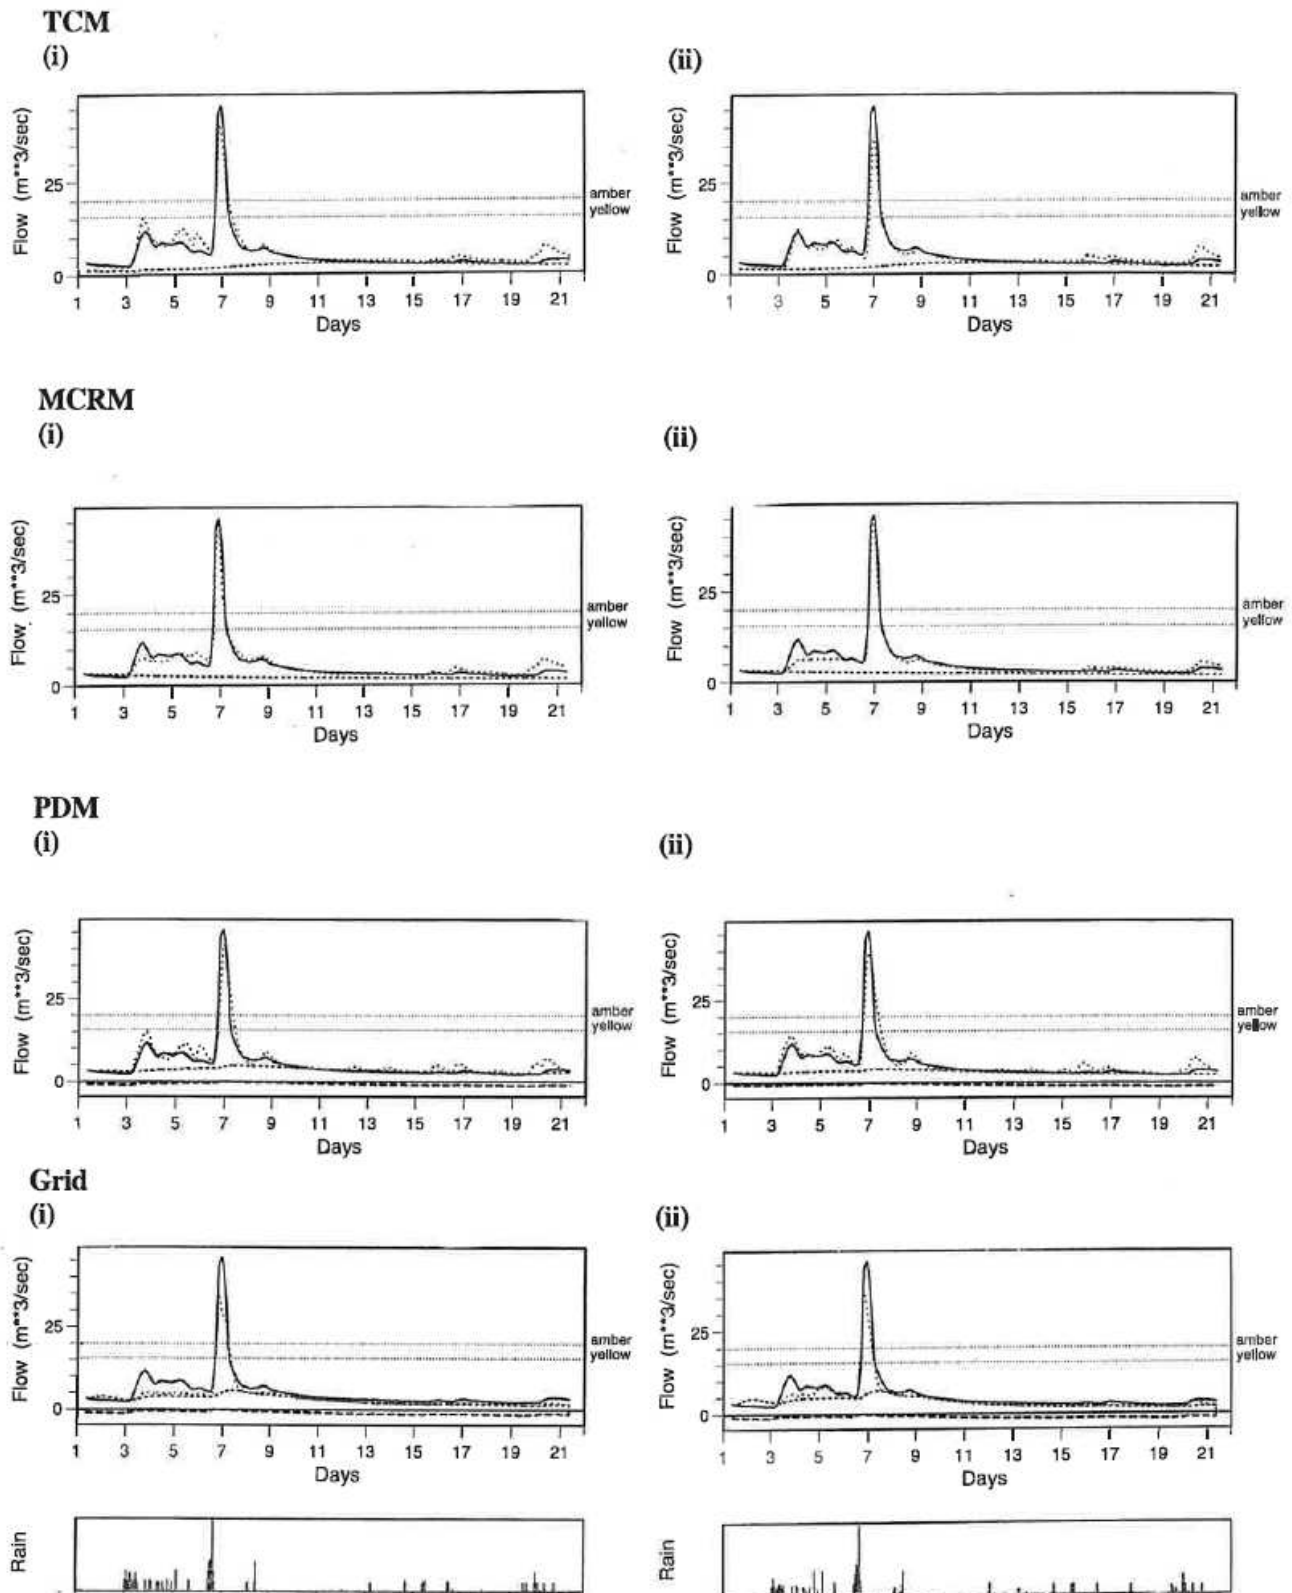 TCM
(i) (ii)
Flow (m**3/sec) 25 0 amber yellow Flow (m**3/sec) 25 0 amber yellow
1 3 5 7 9 11 13 15 17 19 21 1 3 5 7 9 11 13 15 17 19 21
Days Days
MCRM
(i) (ii)
Flow (m**3/sec) 25 0 amber yellow Flow (m**3/sec) 25 0 amber yellow
1 3 5 7 9 11 13 15 17 19 21 1 3 5 7 9 11 13 15 17 19 21
Days Days
PDM
(i) (ii)
Flow (m**3/sec) 25 0 amber yellow Flow (m**3/sec) 25 0 amber yellow
1 3 5 7 9 11 13 15 17 19 21 1 3 5 7 9 11 13 15 17 19 21
Days Days
Grid
(i) (ii)
Flow (m**3/sec) 25 0 amber yellow Flow (m**3/sec) 25 0 amber yellow
1 3 5 7 9 11 13 15 17 19 21 1 3 5 7 9 11 13 15 17 19 21
Days Days
Rain Rain